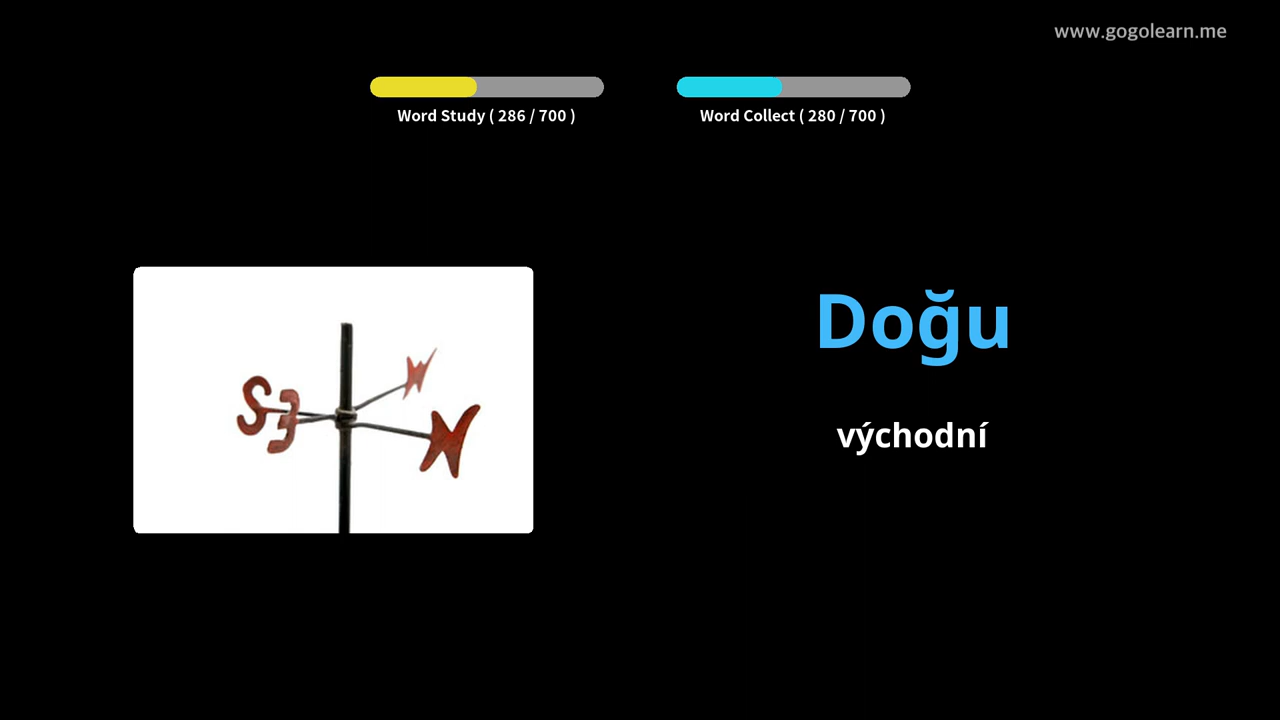 www.gogolearn.me
Word Study ( 286 / 700 )
Word Collect ( 280 / 700 )
Doğu
východní
S
E
N